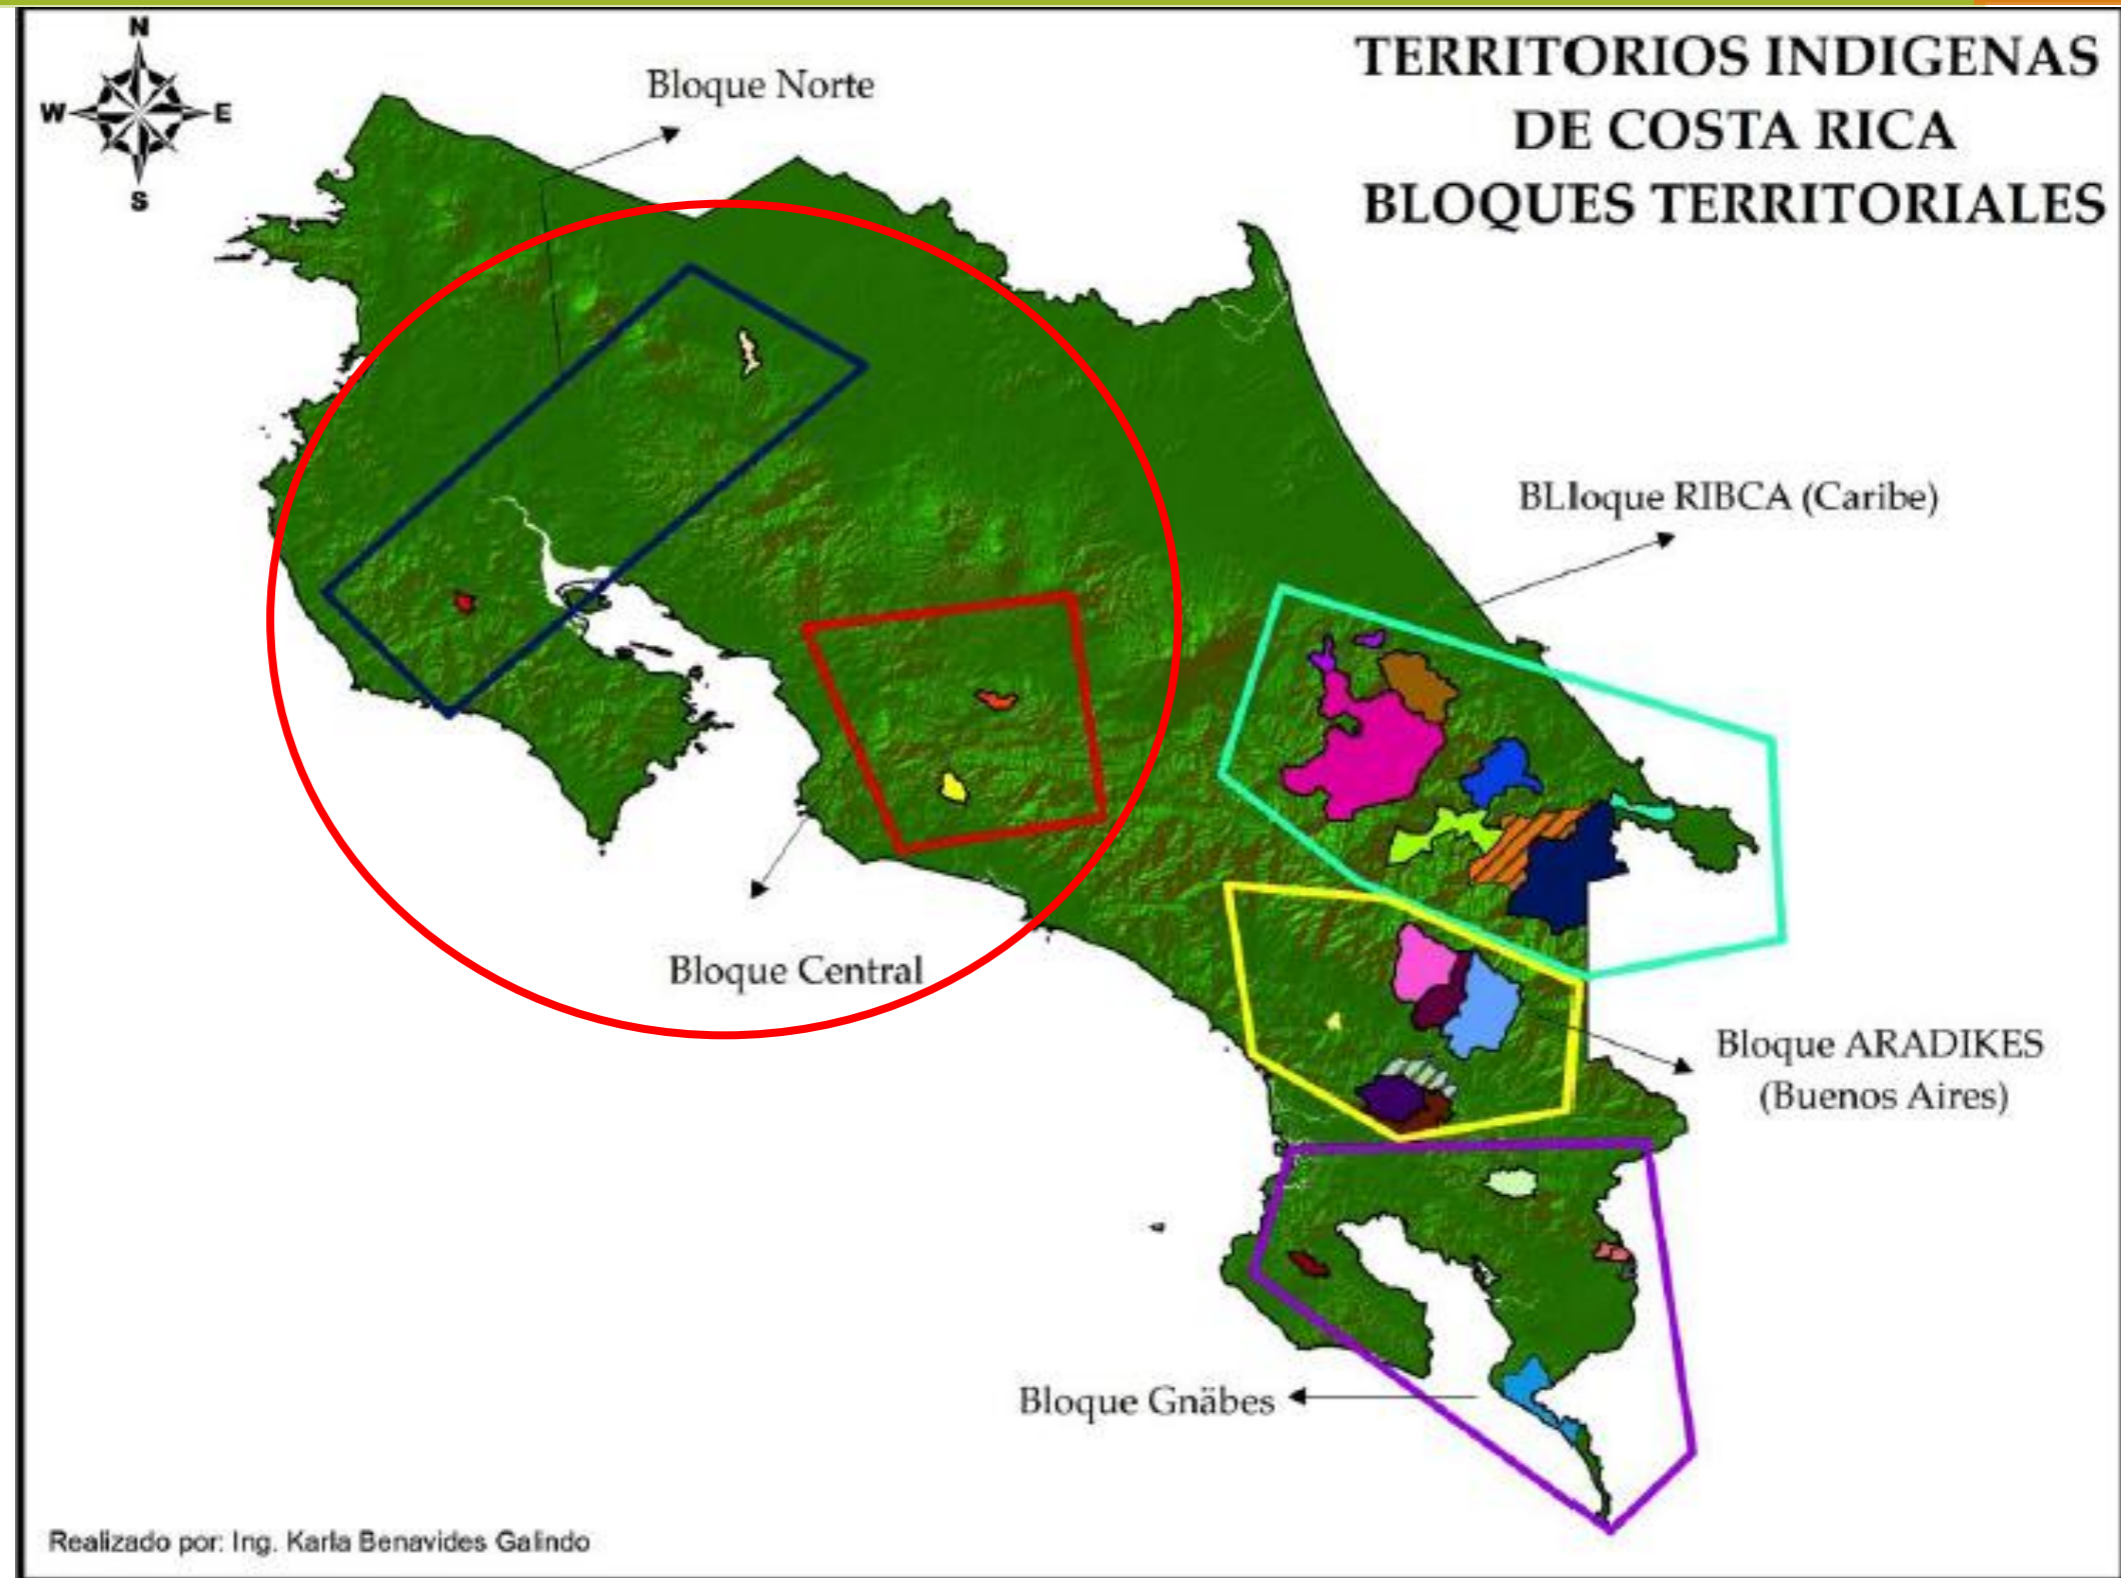 N
W
E
S
TERRITORIOS INDIGENAS
DE COSTA RICA
BLOQUES TERRITORIALES
Bloque Norte
BLloque RIBCA (Caribe)
Bloque Central
Bloque ARADIKES
(Buenos Aires)
Bloque Gnäbes
Realizado por: Ing. Karla Benavides Galindo